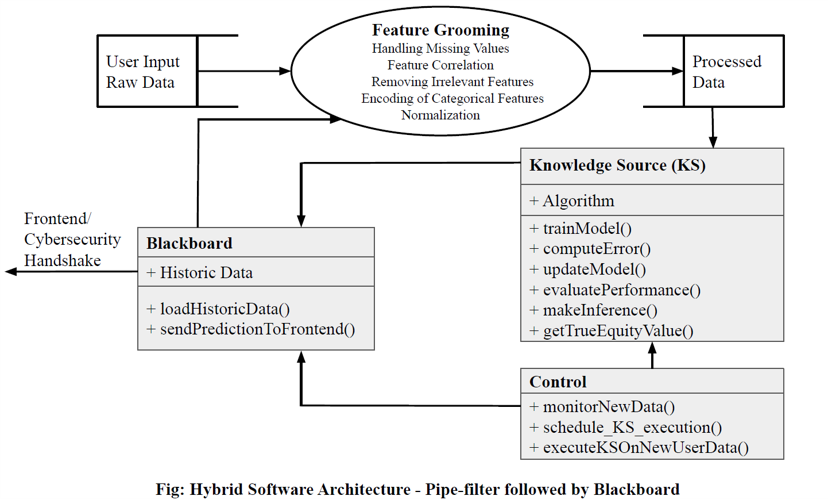 Feature Grooming
Handling Missing Values
Feature Correlation
Removing Irrelevant Features
Encoding of Categorical Features
Normalization
User Input
Raw Data
Processed
Data
Knowledge Source (KS)
+ Algorithm
+ trainModel()
+ computeError()
+ updateModel()
+ evaluatePerformance()
+ makeInference()
+ getTrueEquityValue()
Frontend/
Cybersecurity
Handshake
Blackboard
+ Historic Data
+ loadHistoricData()
+ sendPredictionToFrontend()
Control
+ monitorNewData()
+ schedule_KS_execution()
+ executeKSOnNewUserData()
Fig: Hybrid Software Architecture - Pipe-filter followed by Blackboard